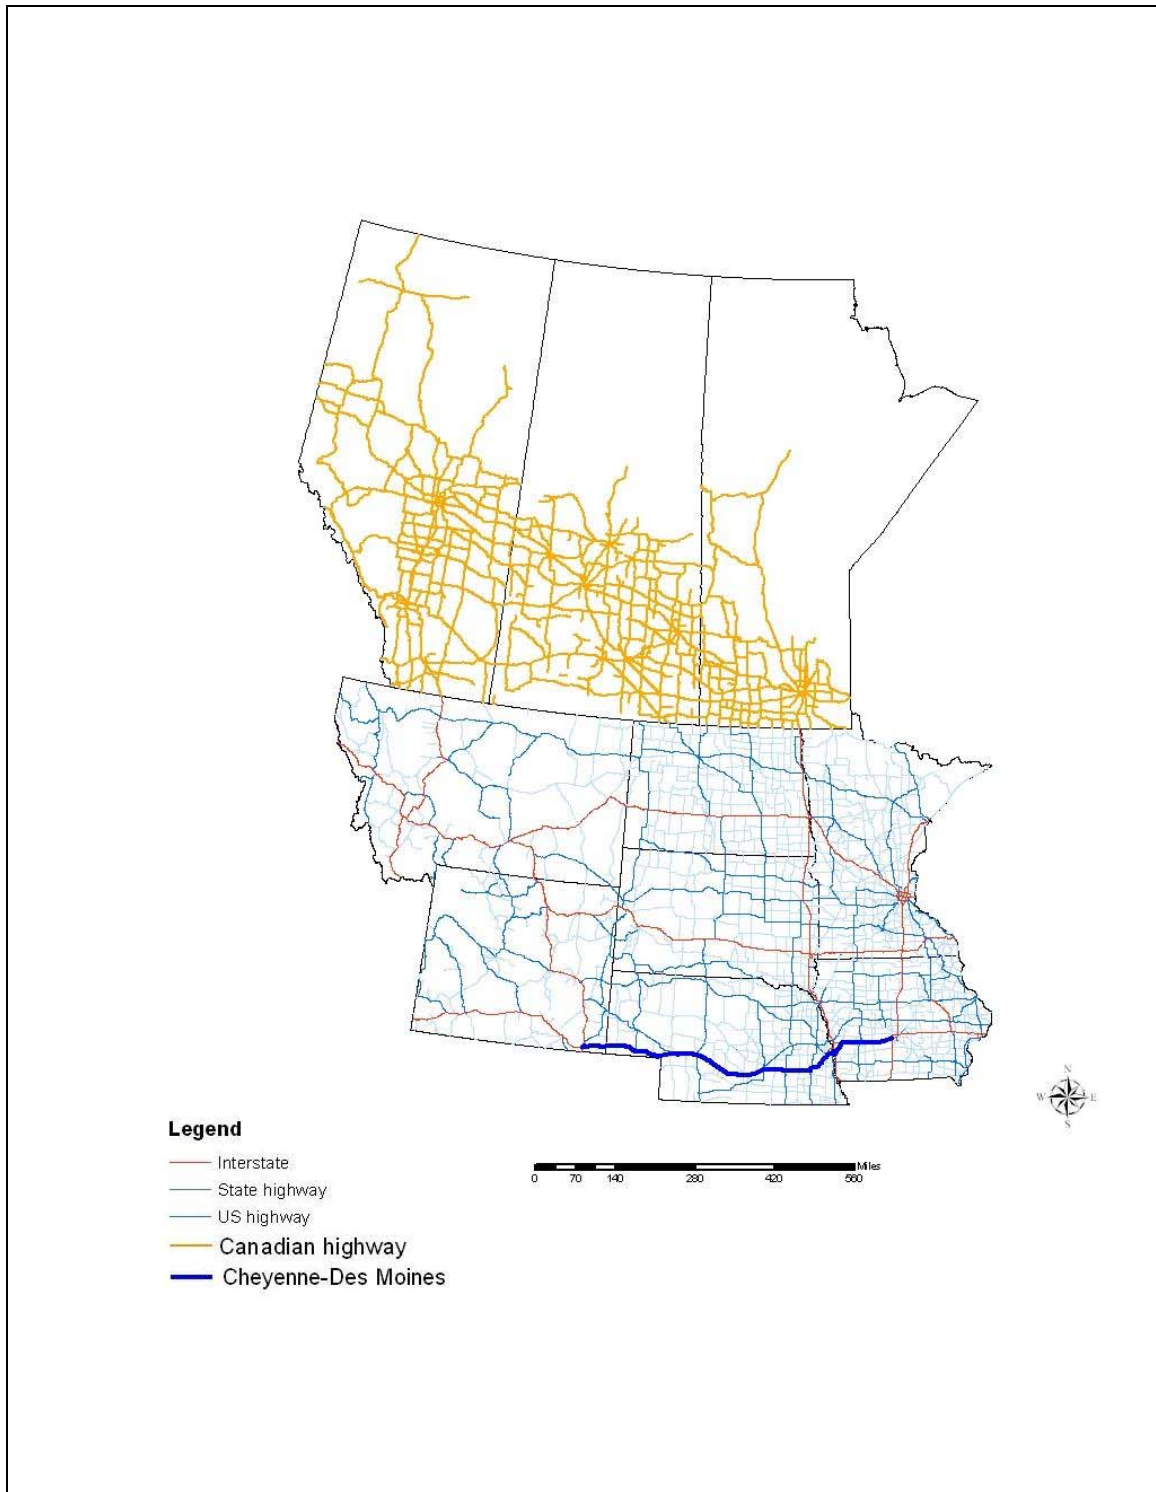 N
W E
S
Legend
Interstate
State highway
US highway
Canadian highway
Cheyenne-Des Moines
Miles
0 70 140 280 420 560